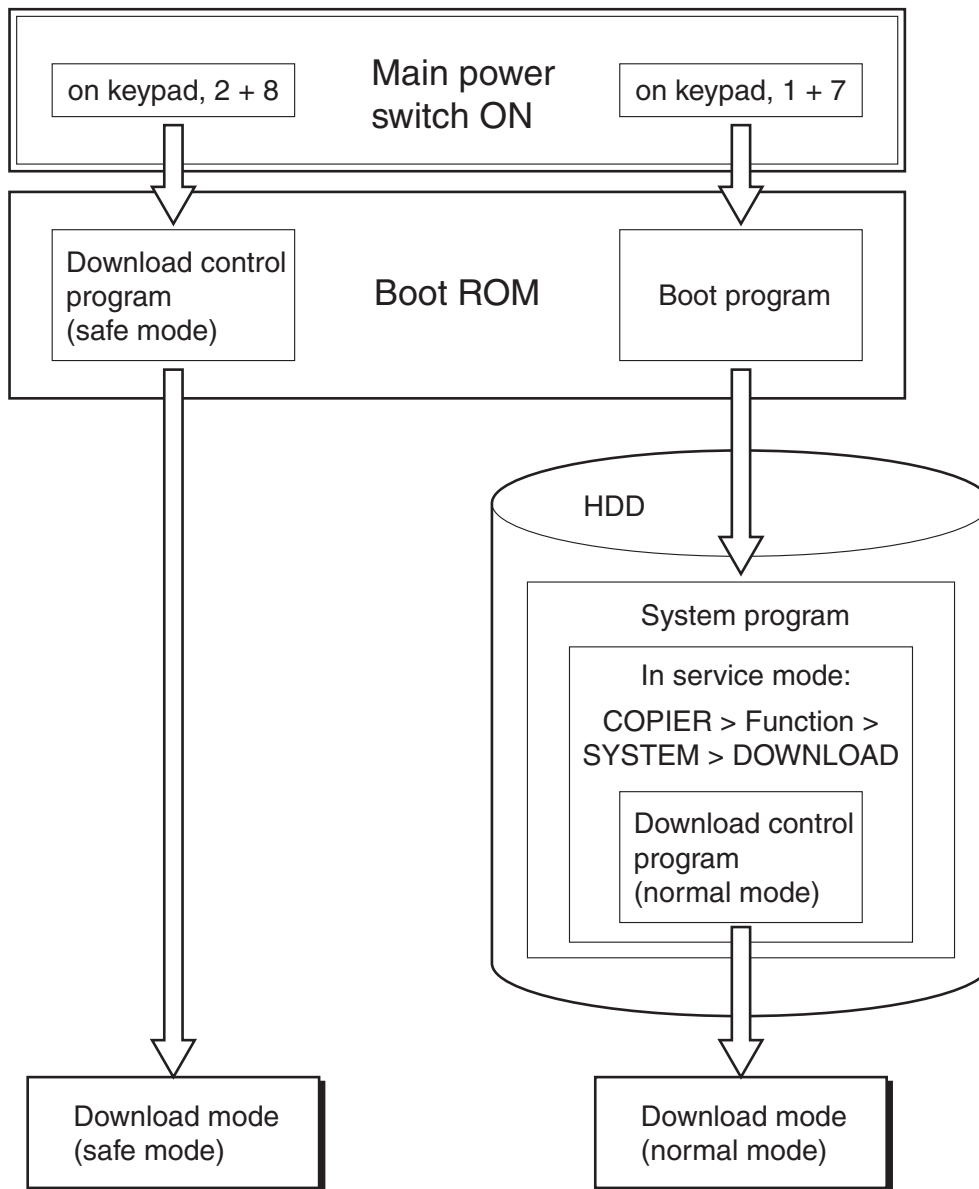 on keypad, 2 + 8
Main power
switch ON
on keypad, 1 + 7
Download control
program
(safe mode)
Boot ROM
Boot program
HDD
System program
In service mode:
COPIER > Function >
SYSTEM > DOWNLOAD
Download control
program
(normal mode)
Download mode
(safe mode)
Download mode
(normal mode)